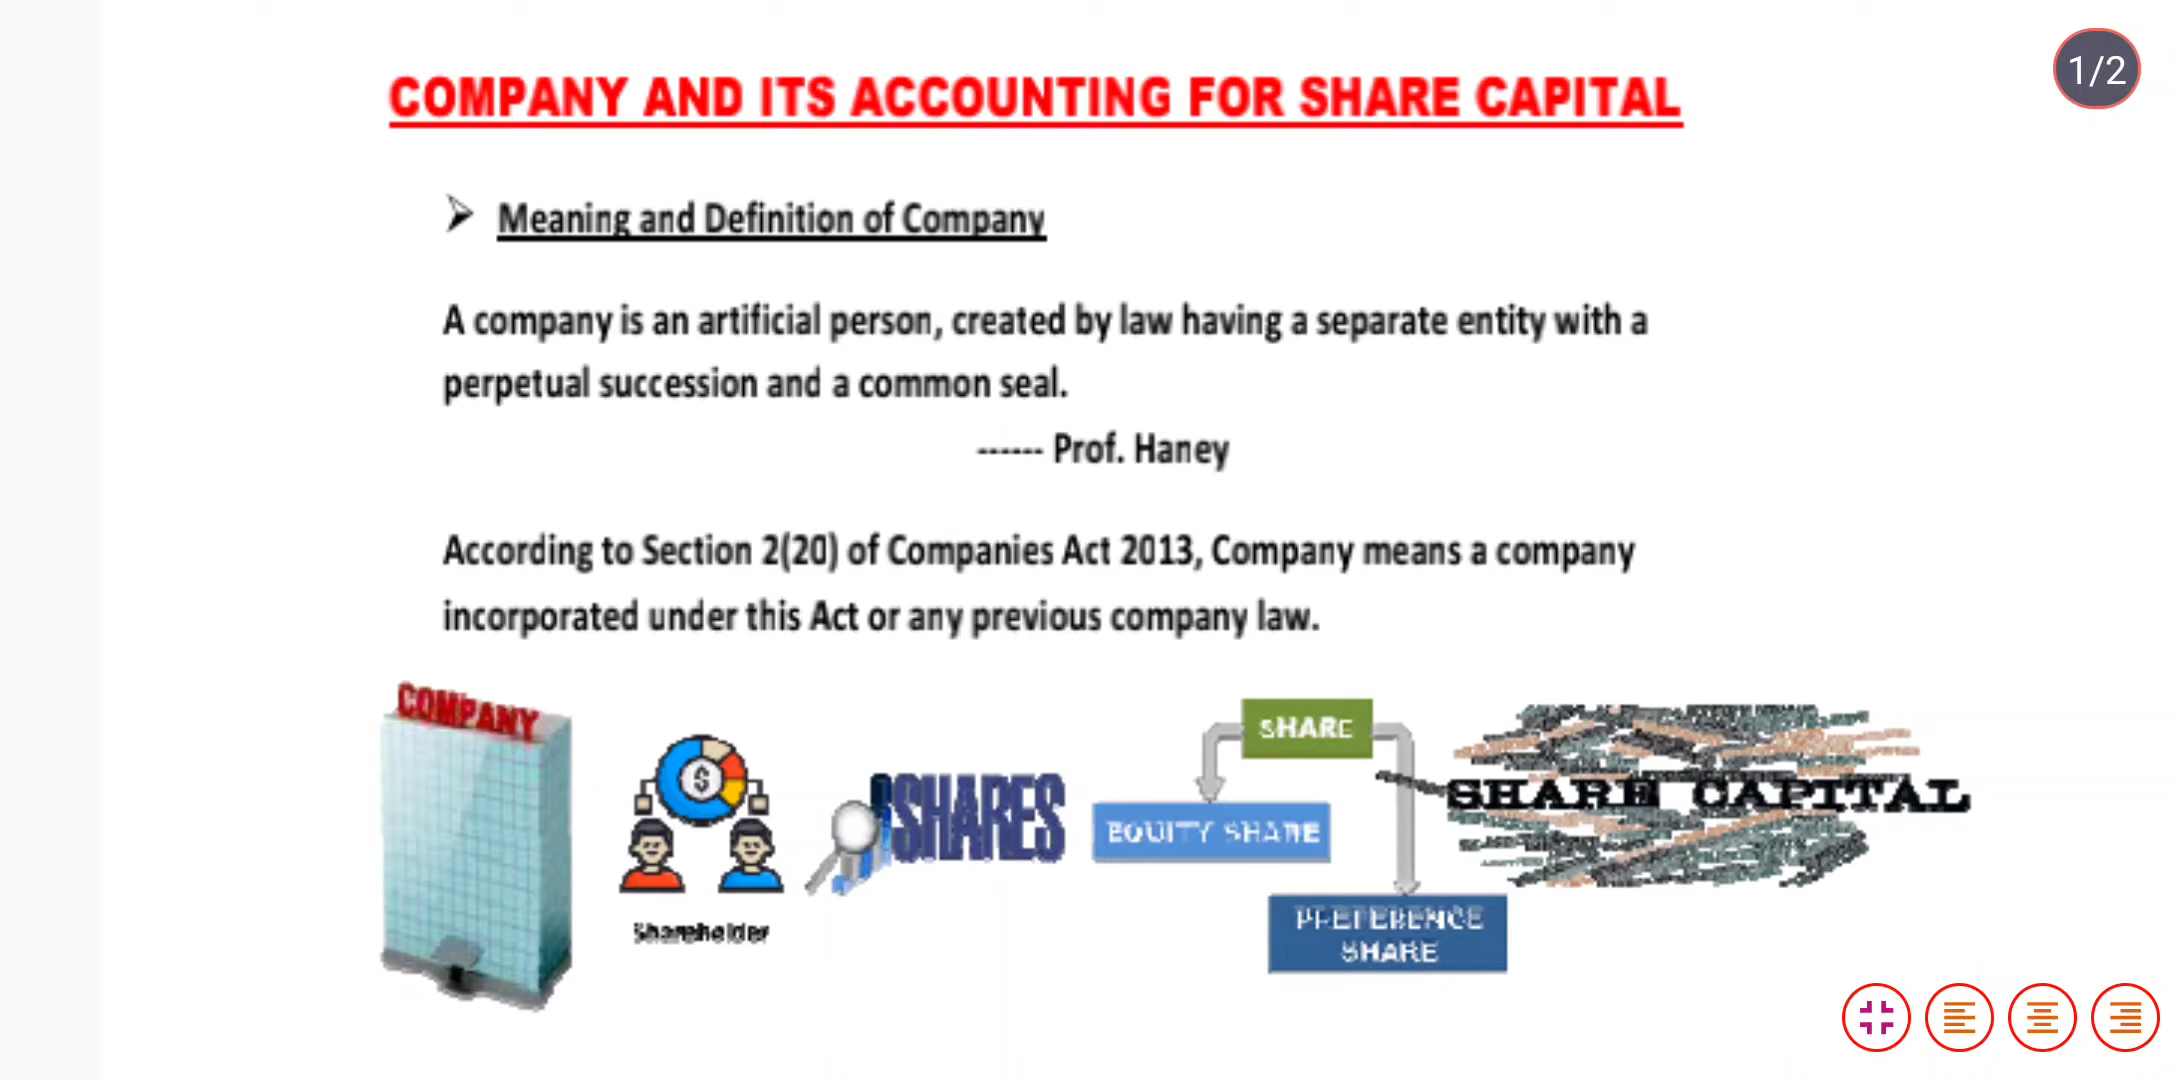 1/2
COMPANY AND ITS ACCOUNTING FOR SHARE CAPITAL
➢ Meaning and Definition of Company
A company is an artificial person, created by law having a separate entity with a
perpetual succession and a common seal.
------ Prof. Haney
According to Section 2(20) of Companies Act 2013, Company means a company
incorporated under this Act or any previous company law.
COMPANY
$
Shareholder
SHARES
SHARE
EQUITY SHARE
PREFERENCE
SHARE
SHARE CAPITAL